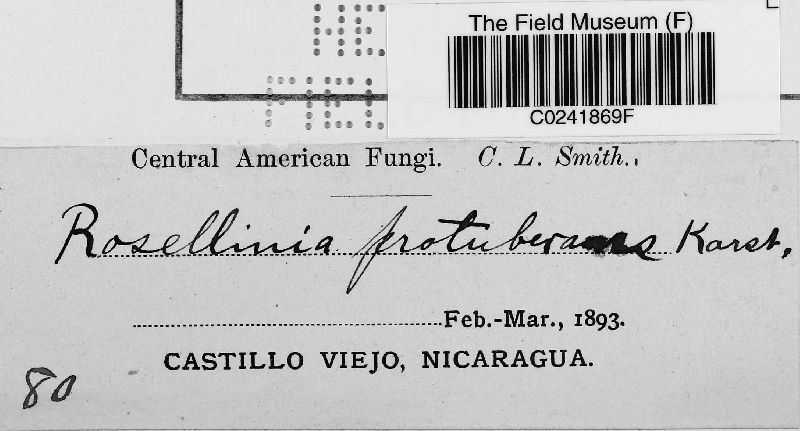 The Field Museum (F)
C0241869F
Central American Fungi. C. L. Smith.
Rosellinia protuberans Karst.
Feb.-Mar., 1893.
CASTILLO VIEJO, NICARAGUA.
80